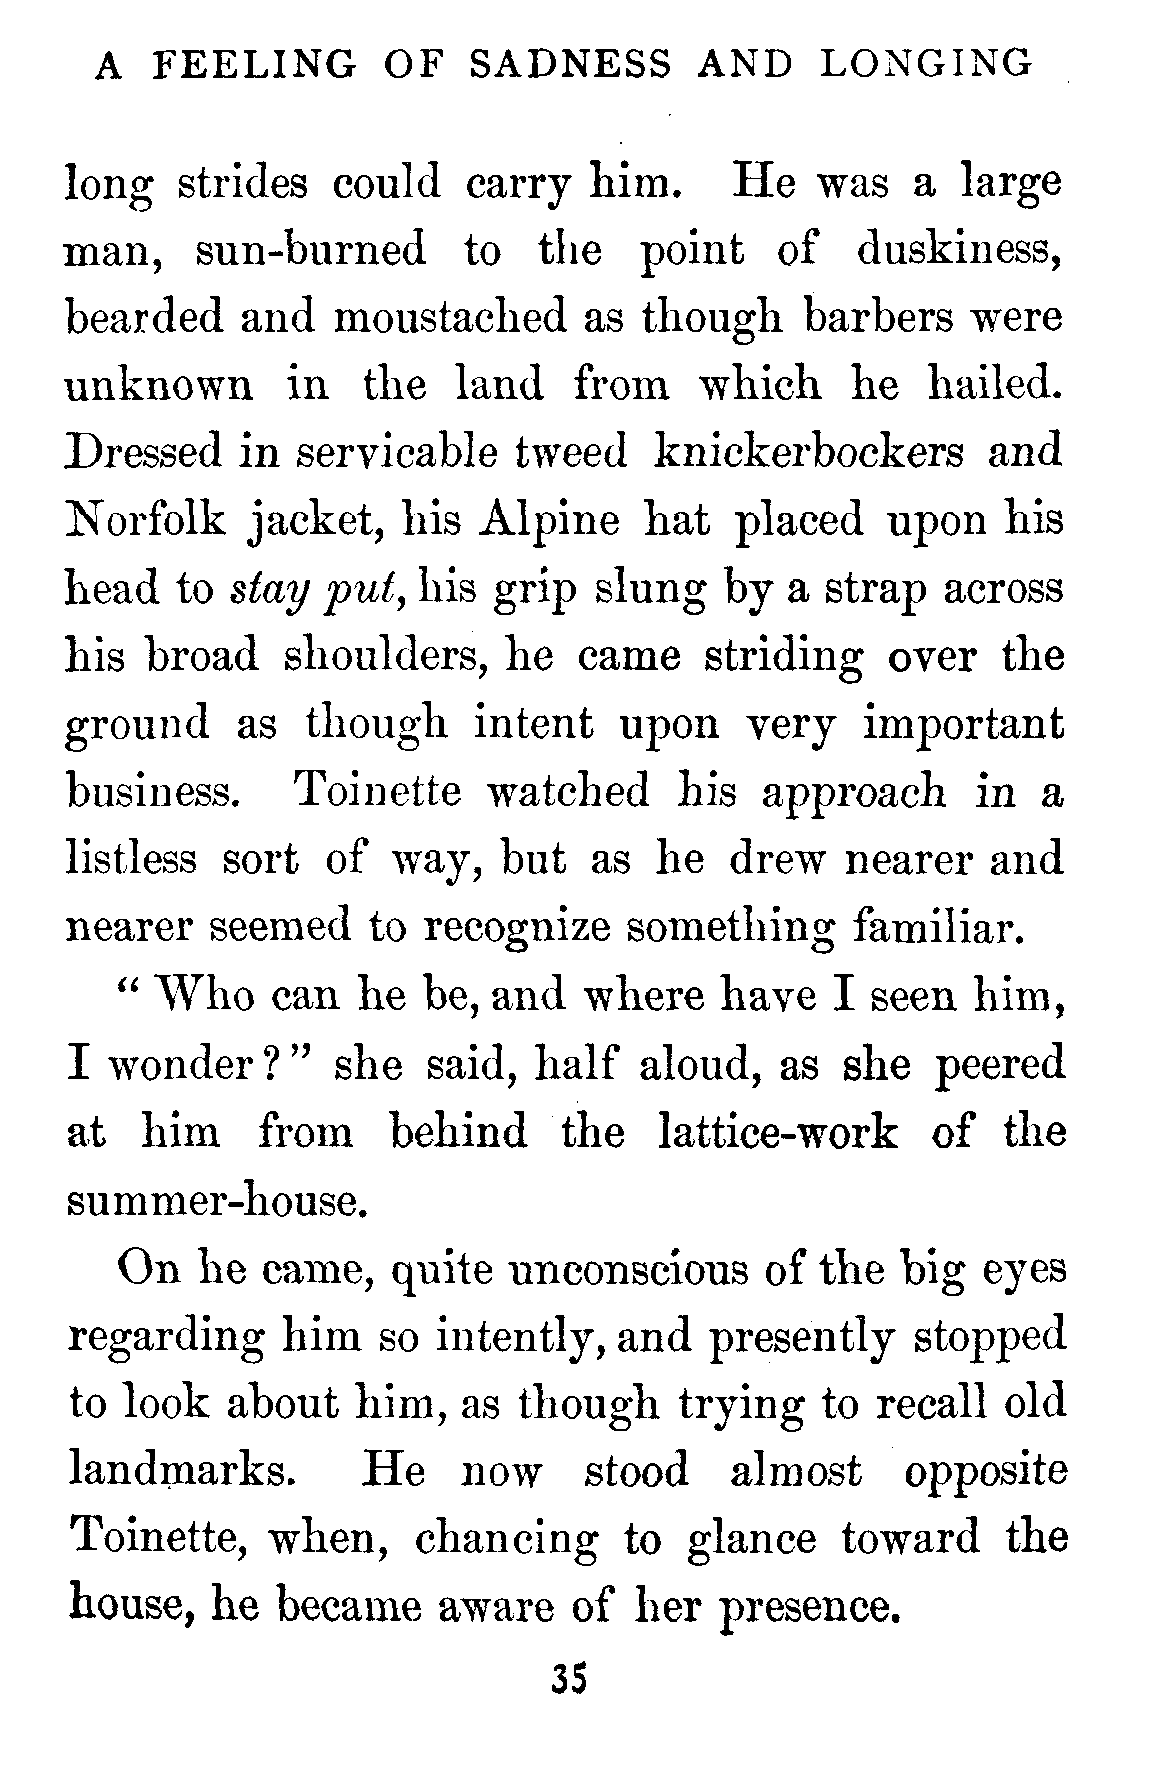 A FEELING OF SADNESS AND LONGING
long strides could carry him. He was a large
man, sun-burned to the point of duskiness,
bearded and moustached as though barbers were
unknown in the land from which he hailed.
Dressed in servicable tweed knickerbockers and
Norfolk jacket, his Alpine hat placed upon his
head to stay put, his grip slung by a strap across
his broad shoulders, he came striding over the
ground as though intent upon very important
business. Toinette watched his approach in a
listless sort of way, but as he drew nearer and
nearer seemed to recognize something familiar.
“ Who can he be, and where have I seen him,
I wonder ? ” she said, half aloud, as she peered
at him from behind the lattice-work of the
summer-house.
On he came, quite unconscious of the big eyes
regarding him so intently, and presently stopped
to look about him, as though trying to recall old
landmarks. He now stood almost opposite
Toinette, when, chancing to glance toward the
house, he became aware of her presence.
35